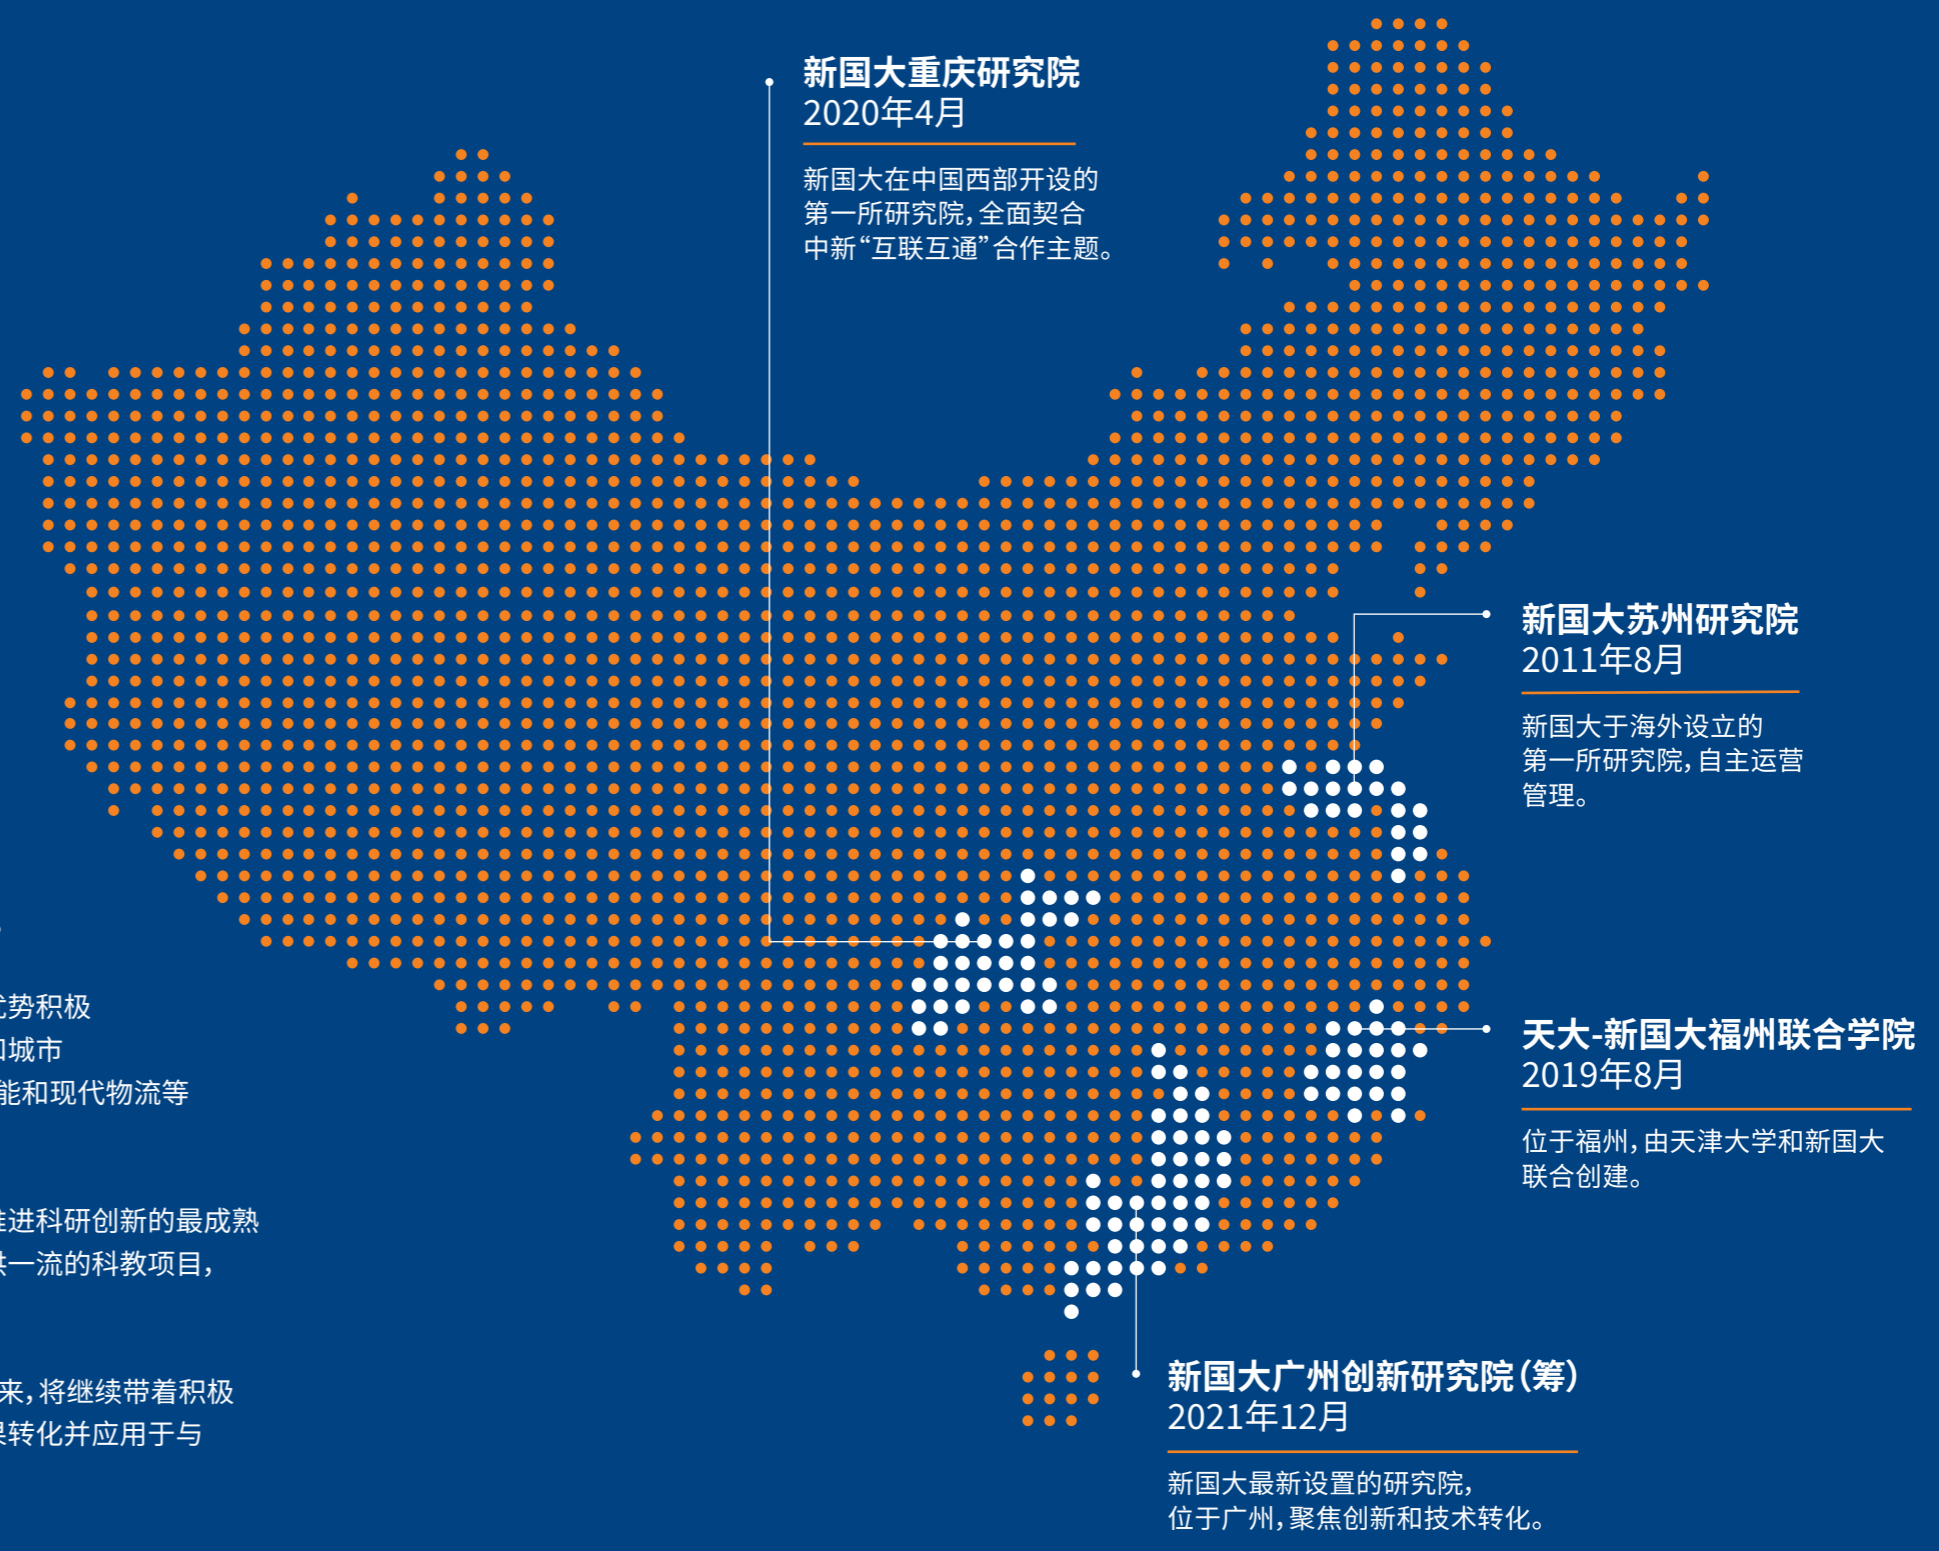 新国大重庆研究院
2020年4月
新国大在中国西部开设的
第一所研究院，全面契合
中新“互联互通”合作主题。
新国大苏州研究院
2011年8月
新国大于海外设立的
第一所研究院，自主运营
管理。
势积极
城市
能和现代物流等
进科研创新的最成熟
一流的科教项目，
来，将继续带着积极
转化并应用于与
天大-新国大福州联合学院
2019年8月
位于福州，由天津大学和新国大
联合创建。
新国大广州创新研究院（筹）
2021年12月
新国大最新设置的研究院，
位于广州，聚焦创新和技术转化。